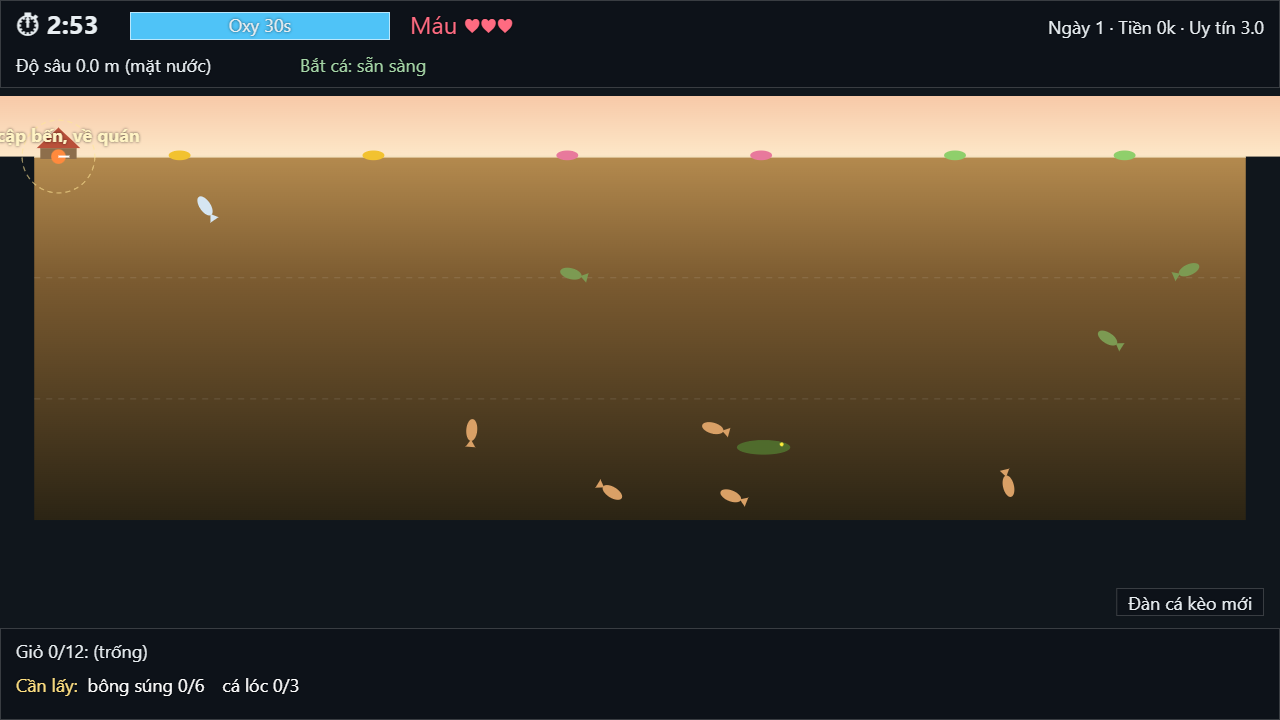 ⏱ 2:53
Oxy 30s
Máu ♥♥♥
Ngày 1 · Tiền 0k · Uy tín 3.0
Độ sâu 0.0 m (mặt nước)
Bắt cá: sẵn sàng
cập bến, về quán
Đàn cá kèo mới
Giỏ 0/12: (trống)
Cần lấy: bông súng 0/6 cá lóc 0/3